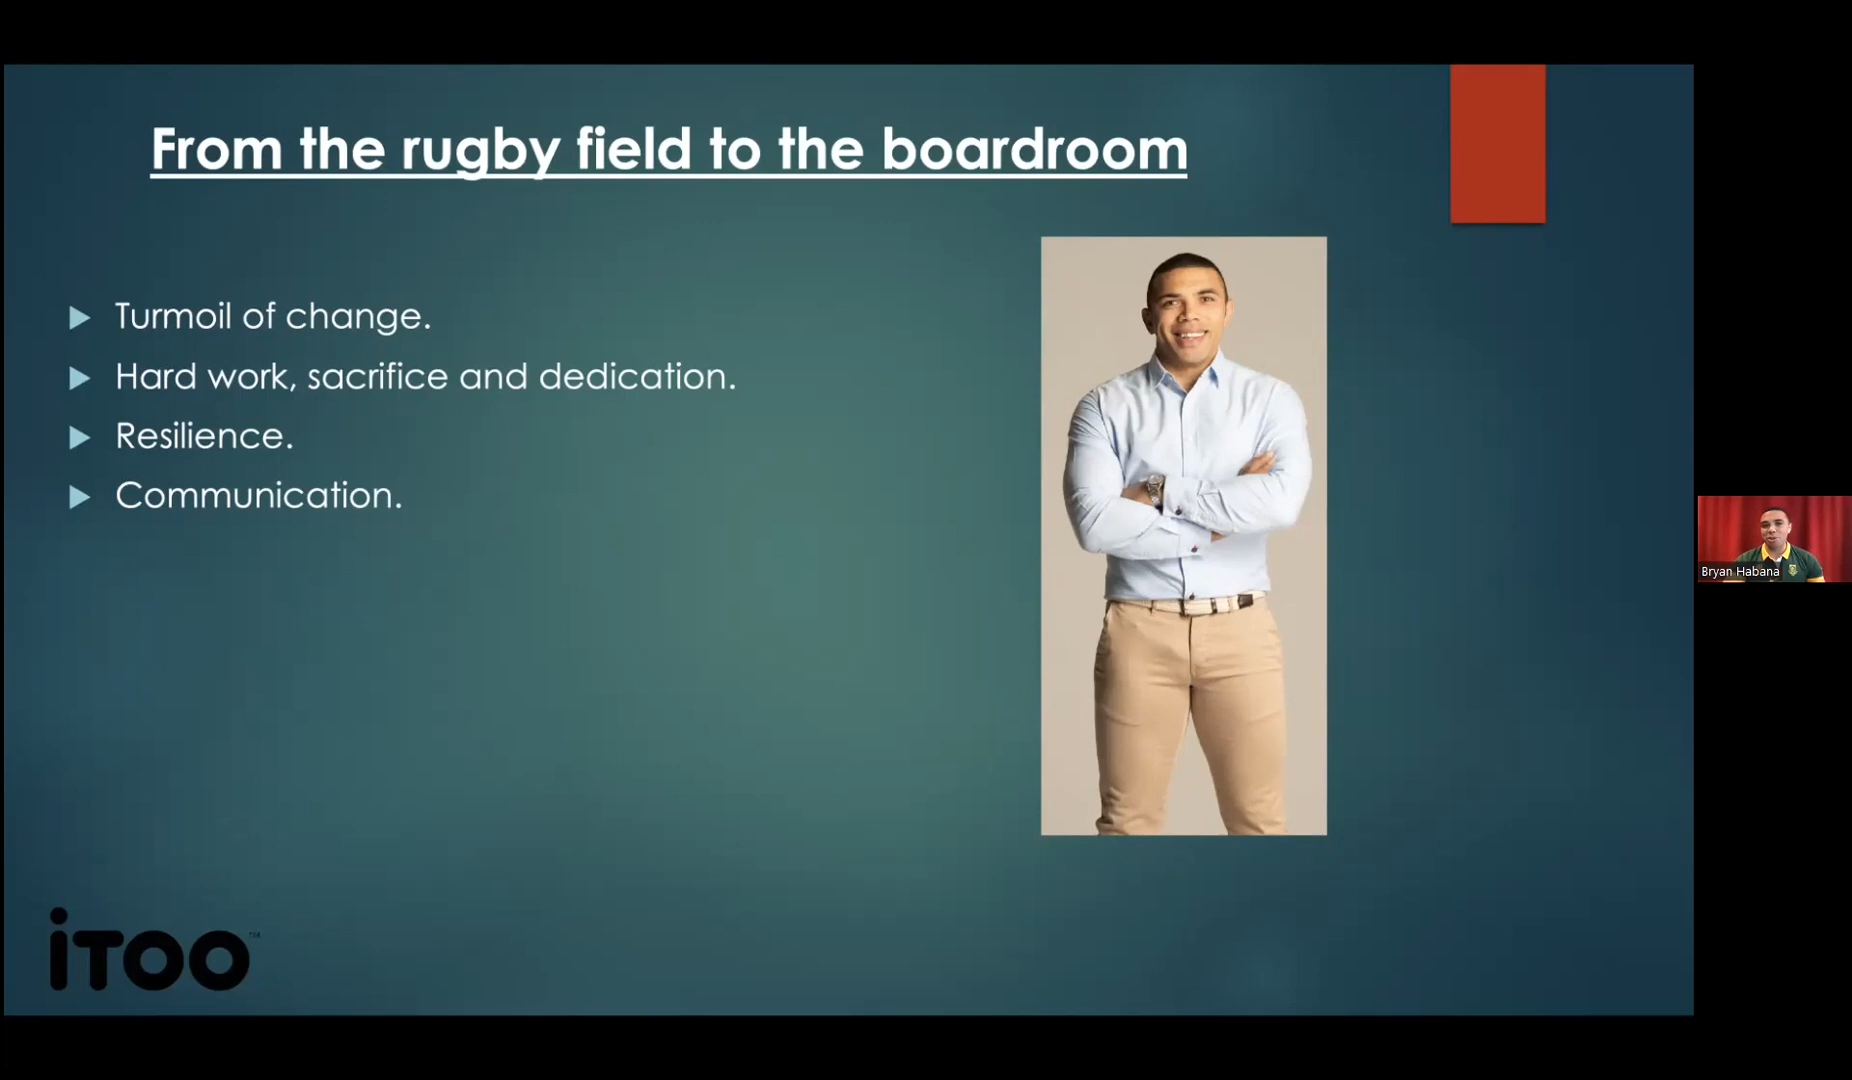 From the rugby field to the boardroom
Turmoil of change.
Hard work, sacrifice and dedication.
Resilience.
Communication.
iTOO™
Bryan Habana